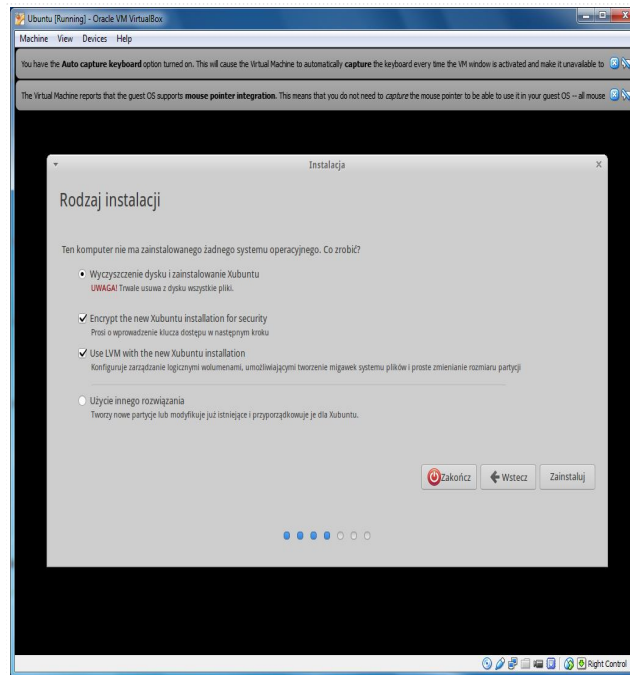 Ubuntu [Running] - Oracle VM VirtualBox
Machine View Devices Help
You have the Auto capture keyboard option turned on. This will cause the Virtual Machine to automatically capture the keyboard every time the VM window is activated and make it unavailable to
The Virtual Machine reports that the guest OS supports mouse pointer integration. This means that you do not need to capture the mouse pointer to be able to use it in your guest OS -- all mouse
Instalacja
Rodzaj instalacji
Ten komputer nie ma zainstalowanego żadnego systemu operacyjnego. Co zrobić?
Wyczyszczenie dysku i zainstalowanie Xubuntu
UWAGA! Trwale usuwa z dysku wszystkie pliki.
Encrypt the new Xubuntu installation for security
Prosi o wprowadzenie klucza dostępu w następnym kroku
Use LVM with the new Xubuntu installation
Konfiguruje zarządzanie logicznymi wolumenami, umożliwiającymi tworzenie migawek systemu plików i proste zmienianie rozmiaru partycji
Użycie innego rozwiązania
Tworzy nowe partycje lub modyfikuje już istniejące i przyporządkowuje je dla Xubuntu.
Zakończ Wstecz Zainstaluj
Right Control